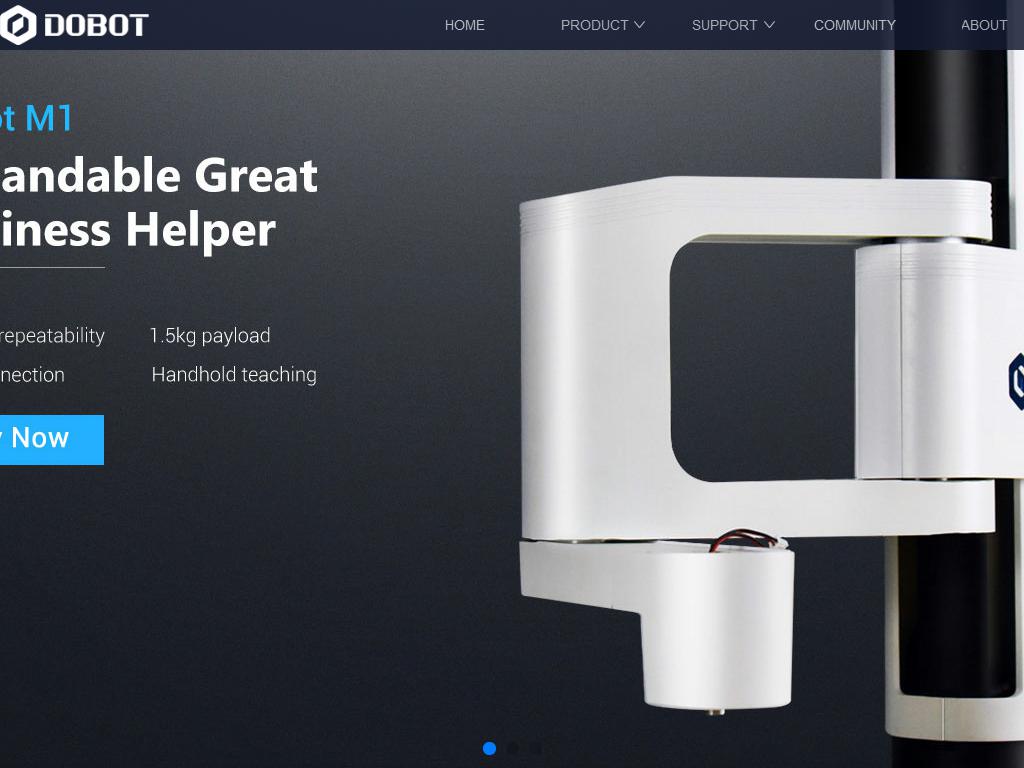 DOBOT
HOME
PRODUCT
SUPPORT
COMMUNITY
ABOUT
ot M1
andable Great
iness Helper
repeatability
1.5kg payload
nection
Handhold teaching
Now